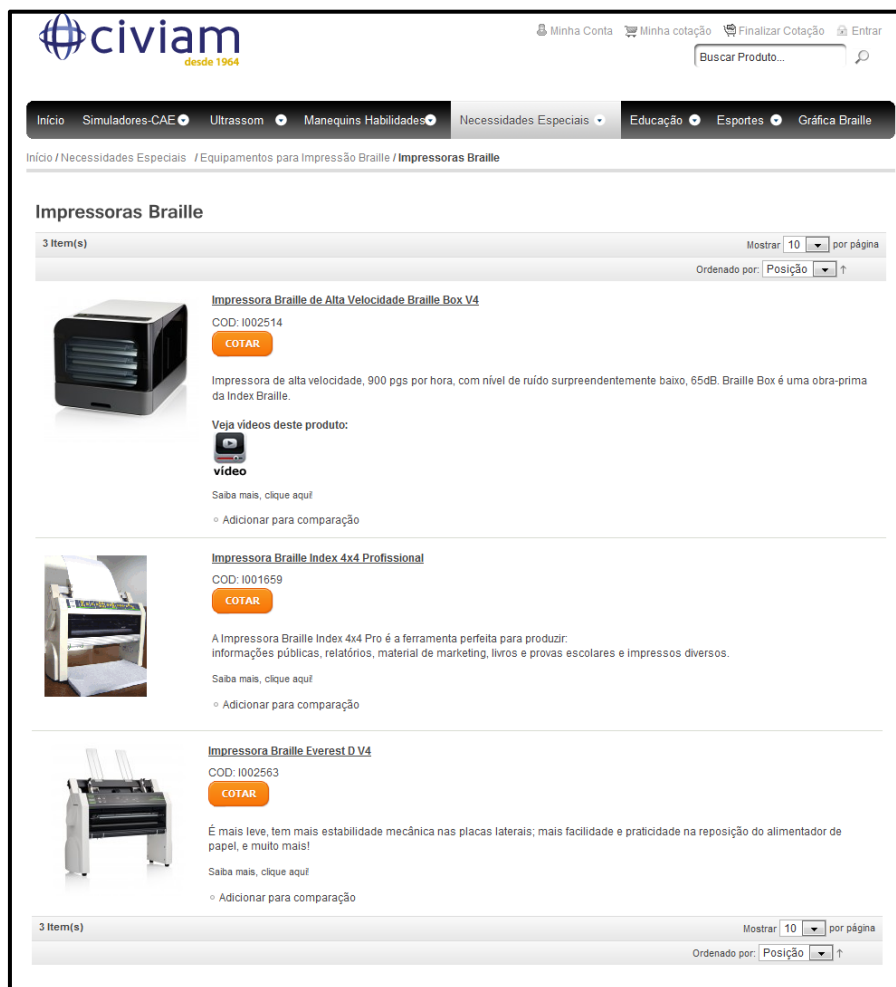 civiam
desde 1964
Minha Conta Minha cotação Finalizar Cotação Entrar
Buscar Produto...
Início Simuladores-CAE Ultrassom Manequins Habilidades Necessidades Especiais Educação Esportes Gráfica Braille
Início / Necessidades Especiais / Equipamentos para Impressão Braille / Impressoras Braille
Impressoras Braille
3 Item(s) Mostrar 10 por página
Ordenado por: Posição ↑
Impressora Braille de Alta Velocidade Braille Box V4
COD: I002514
COTAR
Impressora de alta velocidade, 900 pgs por hora, com nível de ruído surpreendentemente baixo, 65dB. Braille Box é uma obra-prima
da Index Braille.
Veja vídeos deste produto:
vídeo
Saiba mais, clique aqui!
Adicionar para comparação
Impressora Braille Index 4x4 Profissional
COD: I001659
COTAR
A Impressora Braille Index 4x4 Pro é a ferramenta perfeita para produzir:
informações públicas, relatórios, material de marketing, livros e provas escolares e impressos diversos.
Saiba mais, clique aqui!
Adicionar para comparação
Impressora Braille Everest D V4
COD: I002563
COTAR
É mais leve, tem mais estabilidade mecânica nas placas laterais; mais facilidade e praticidade na reposição do alimentador de
papel, e muito mais!
Saiba mais, clique aqui!
Adicionar para comparação
3 Item(s) Mostrar 10 por página
Ordenado por: Posição ↑